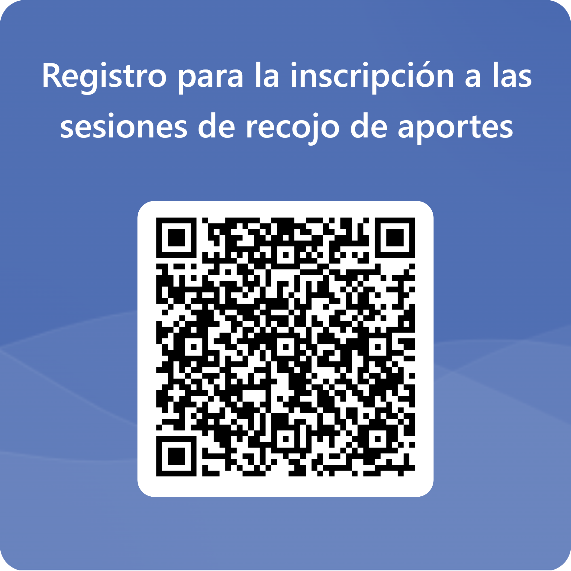 Registro para la inscripción a las
sesiones de recojo de aportes